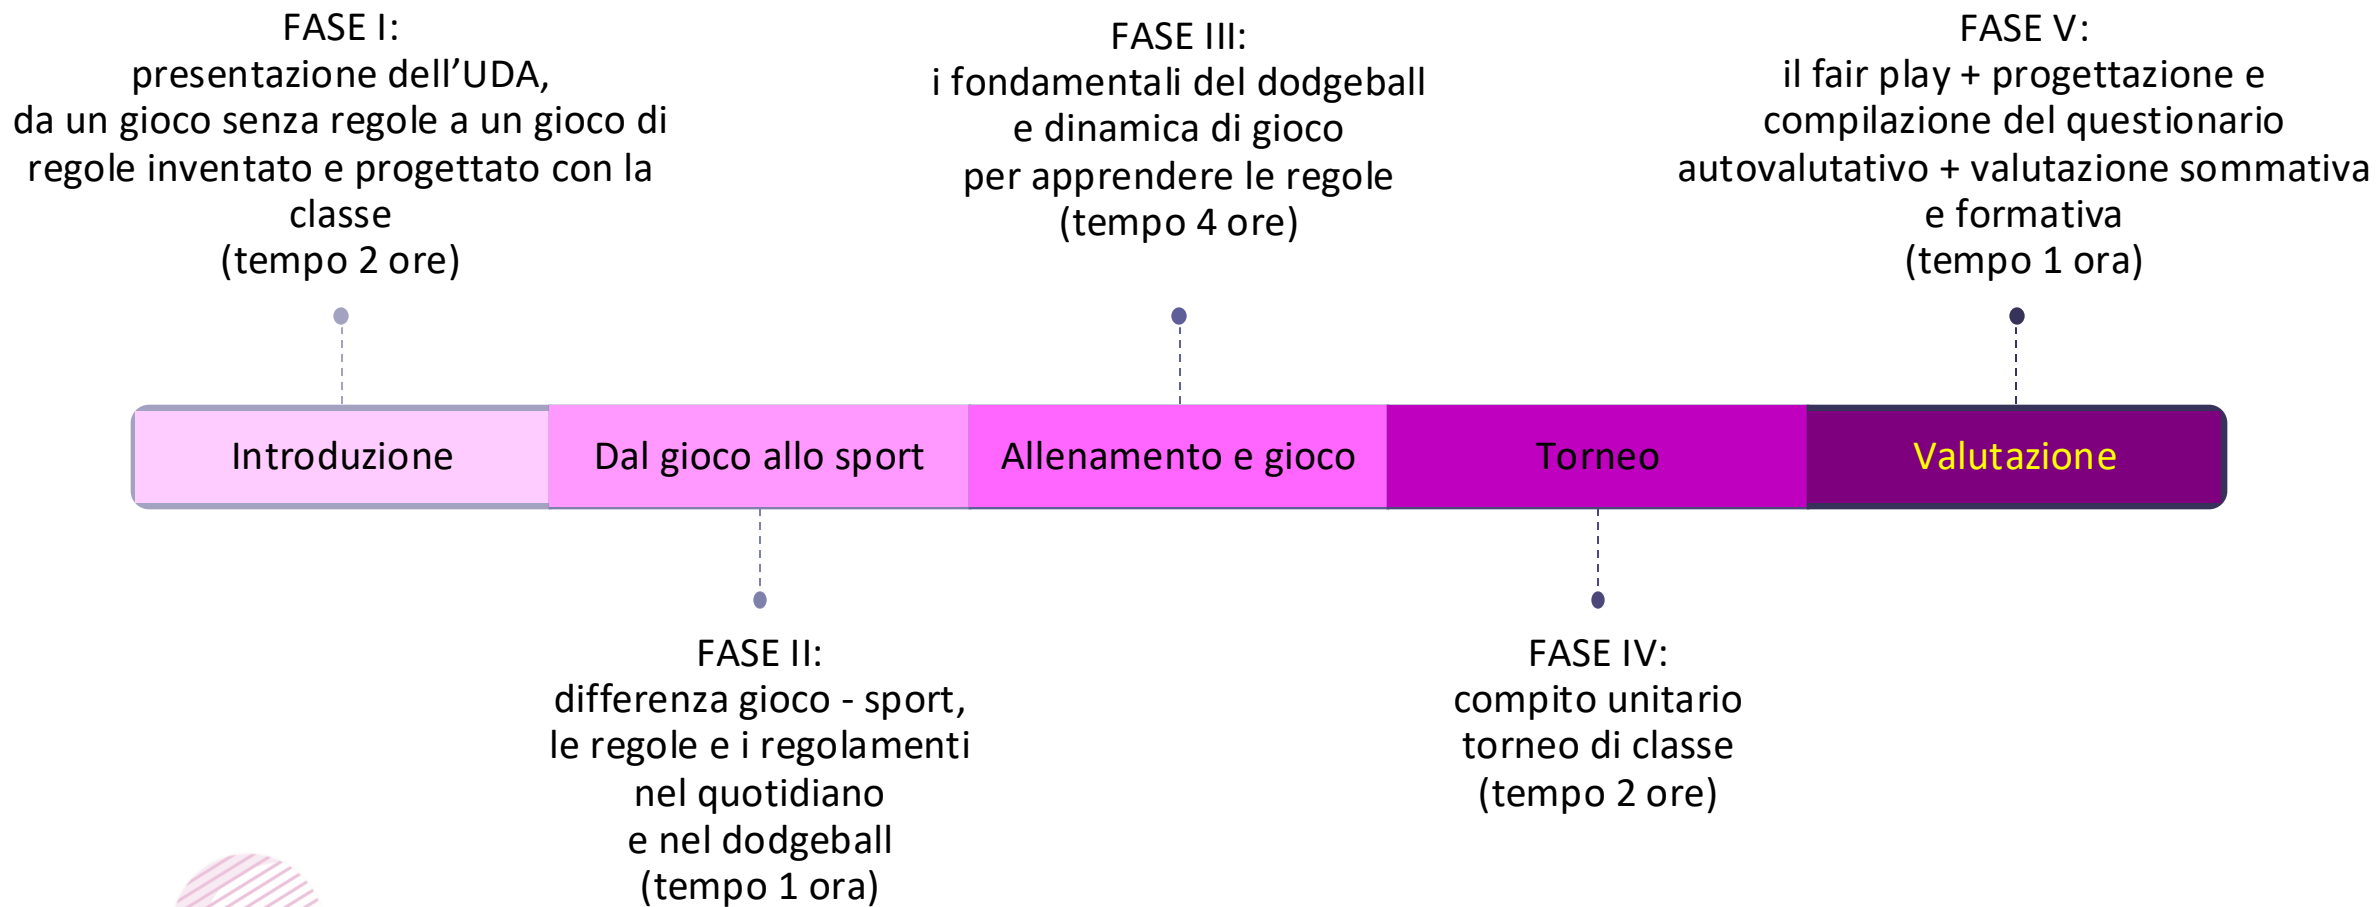 FASE I:
presentazione dell’UDA,
da un gioco senza regole a un gioco di
regole inventato e progettato con la
classe
(tempo 2 ore)
FASE III:
i fondamentali del dodgeball
e dinamica di gioco
per apprendere le regole
(tempo 4 ore)
FASE V:
il fair play + progettazione e
compilazione del questionario
autovalutativo + valutazione sommativa
e formativa
(tempo 1 ora)
Introduzione
Dal gioco allo sport
Allenamento e gioco
Torneo
Valutazione
FASE II:
differenza gioco - sport,
le regole e i regolamenti
nel quotidiano
e nel dodgeball
(tempo 1 ora)
FASE IV:
compito unitario
torneo di classe
(tempo 2 ore)